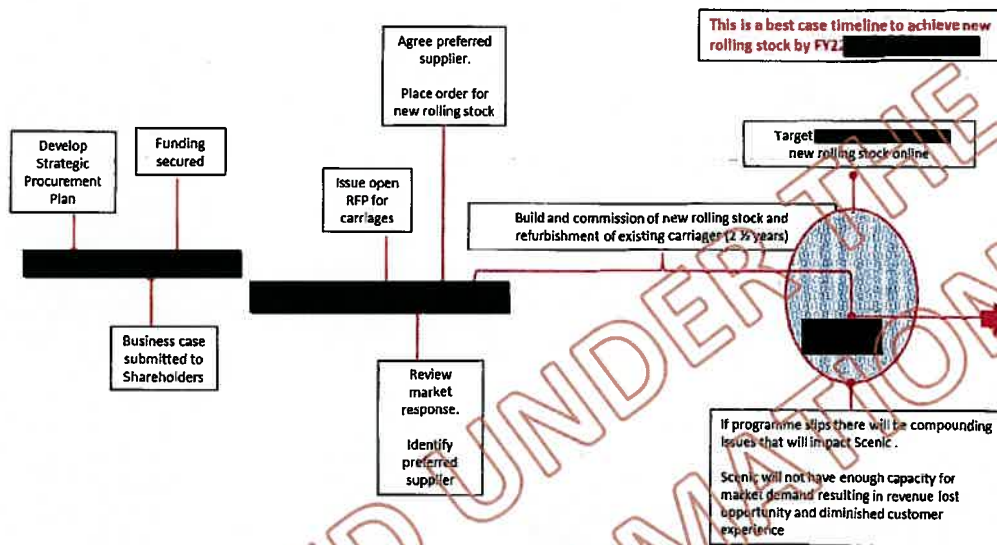 This is a best case timeline to achieve new
rolling stock by FY22
Agree preferred
supplier.
Place order for
new rolling stock
Develop
Strategic
Procurement
Plan
Funding
secured
Issue open
RFP for
carriages
Target
new rolling stock online
Build and commission of new rolling stock and
refurbishment of existing carriages (2 ½ years)
Business case
submitted to
Shareholders
Review
market
response.
Identify
preferred
supplier
If programme slips there will be compounding
issues that will impact Scenic .
Scenic will not have enough capacity for
market demand resulting in revenue lost
opportunity and diminished customer
experience
D UNDER THE
MATION